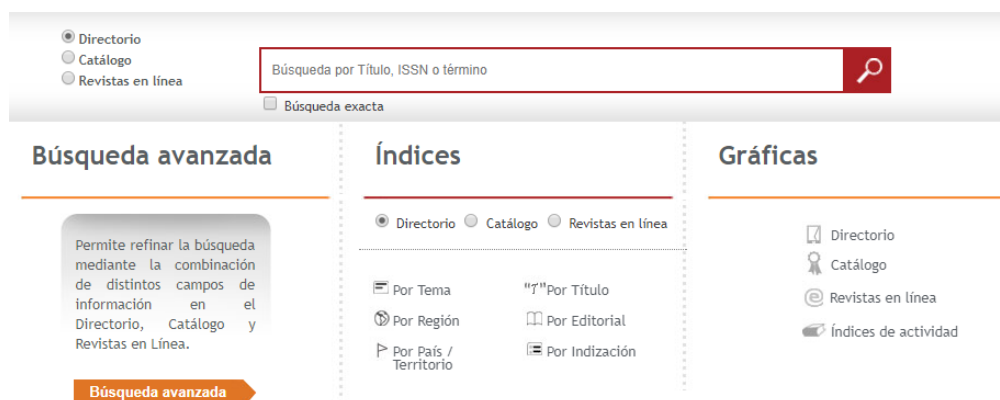 Directorio
Catálogo
Revistas en línea
Búsqueda por Título, ISSN o término
Búsqueda exacta
Búsqueda avanzada
Permite refinar la búsqueda
mediante la combinación
de distintos campos de
información en el
Directorio, Catálogo y
Revistas en Línea.
Búsqueda avanzada
Índices
Directorio Catálogo Revistas en línea
Por Tema
"T"Por Título
Por Región
Por Editorial
Por País /
Territorio
Por Indización
Gráficas
Directorio
Catálogo
Revistas en línea
Índices de actividad